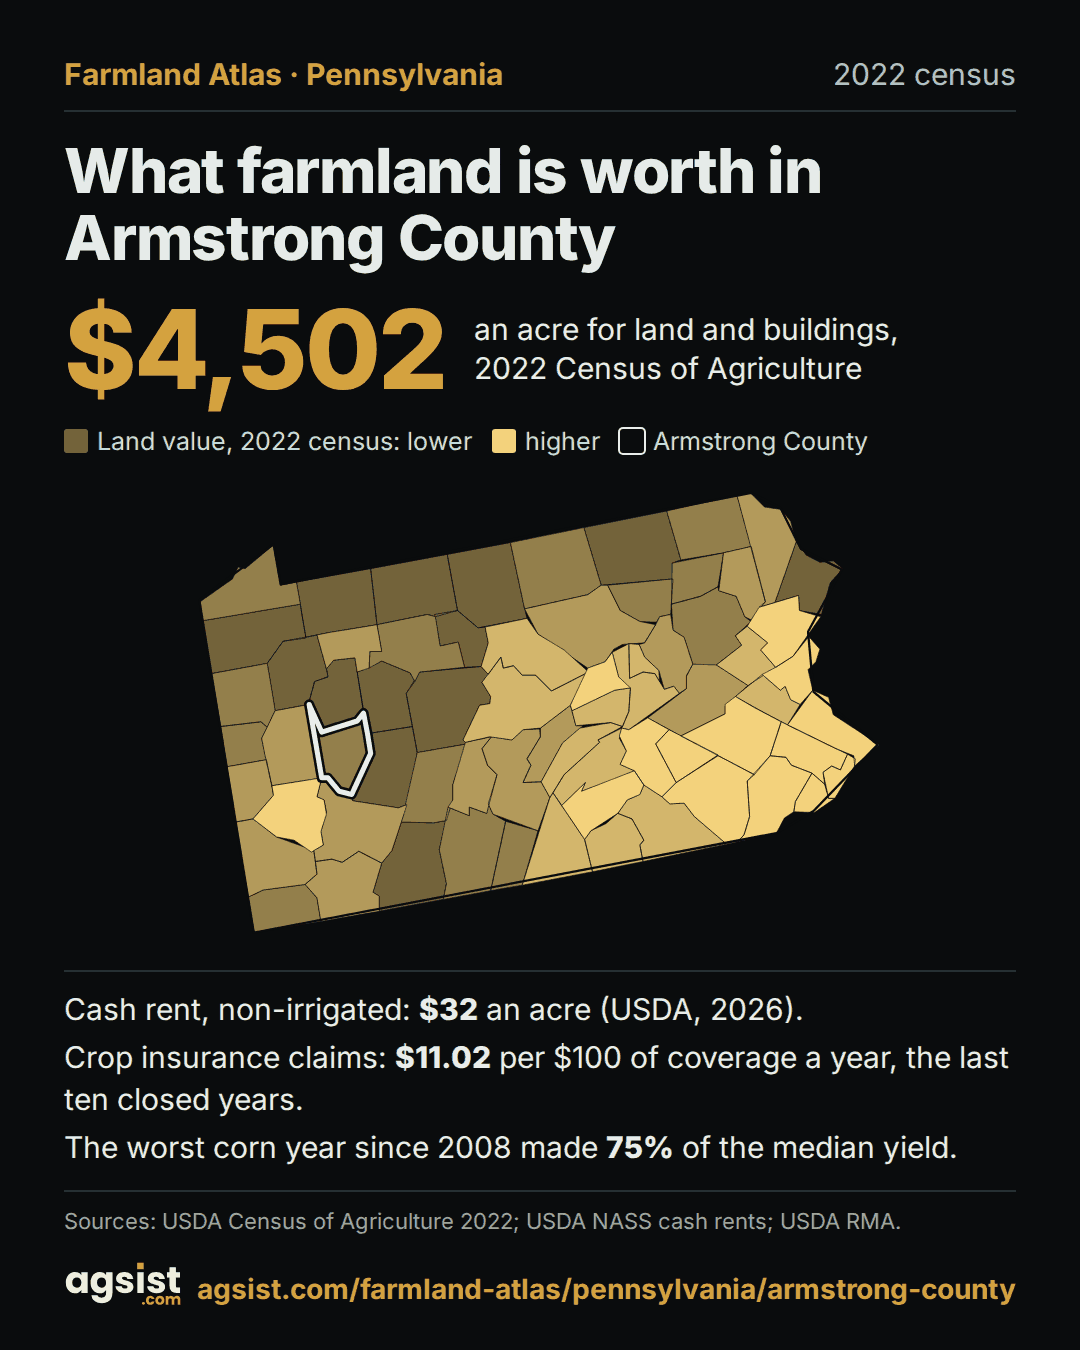 Farmland Atlas · Pennsylvania
2022 census
What farmland is worth in
Armstrong County
$4,502
an acre for land and buildings,
2022 Census of Agriculture
Land value, 2022 census: lower
higher
Armstrong County
Cash rent, non-irrigated: $32 an acre (USDA, 2026).
Crop insurance claims: $11.02 per $100 of coverage a year, the last
ten closed years.
The worst corn year since 2008 made 75% of the median yield.
Sources: USDA Census of Agriculture 2022; USDA NASS cash rents; USDA RMA.
agsist
.com
agsist.com/farmland-atlas/pennsylvania/armstrong-county